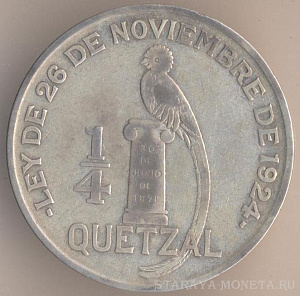 ·LEY DE 26 DE NOVIEMBRE DE 1924·
1/4
QUETZAL
STARAYA-MONETA.RU